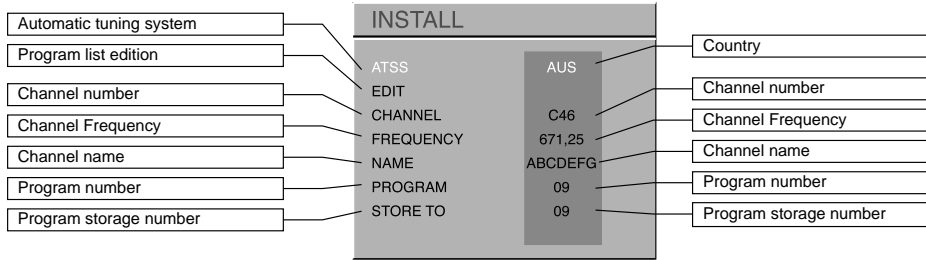 INSTALL
Automatic tuning system
Program list edition
Channel number
Channel Frequency
Channel name
Program number
Program storage number
ATSS AUS
EDIT
CHANNEL C46
FREQUENCY 671,25
NAME ABCDEFG
PROGRAM 09
STORE TO 09
Country
Channel number
Channel Frequency
Channel name
Program number
Program storage number